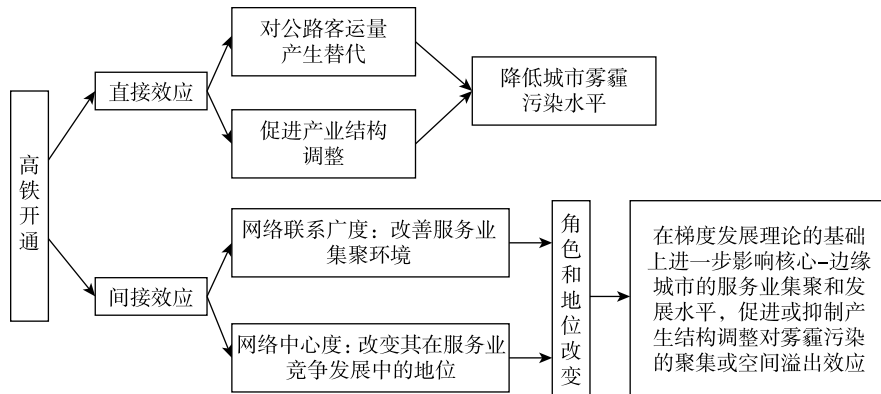 高
铁
开
通
直接效应
对公路客运量
产生替代
促进产业结构
调整
降低城市雾霾
污染水平
间接效应
网络联系广度：改善服务业
集聚环境
网络中心度：改变其在服务业
竞争发展中的地位
角
色
和
地
位
改
变
在梯度发展理论的基础
上进一步影响核心-边缘
城市的服务业集聚和发
展水平，促进或抑制产
生结构调整对雾霾污染
的聚集或空间溢出效应